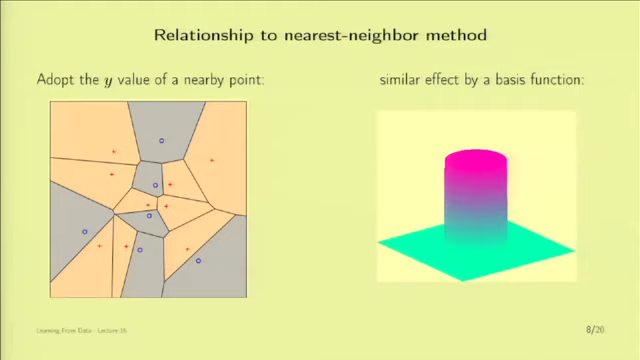 Relationship to nearest-neighbor method
Adopt the y value of a nearby point:
similar effect by a basis function:
Learning From Data - Lecture 16
8/20